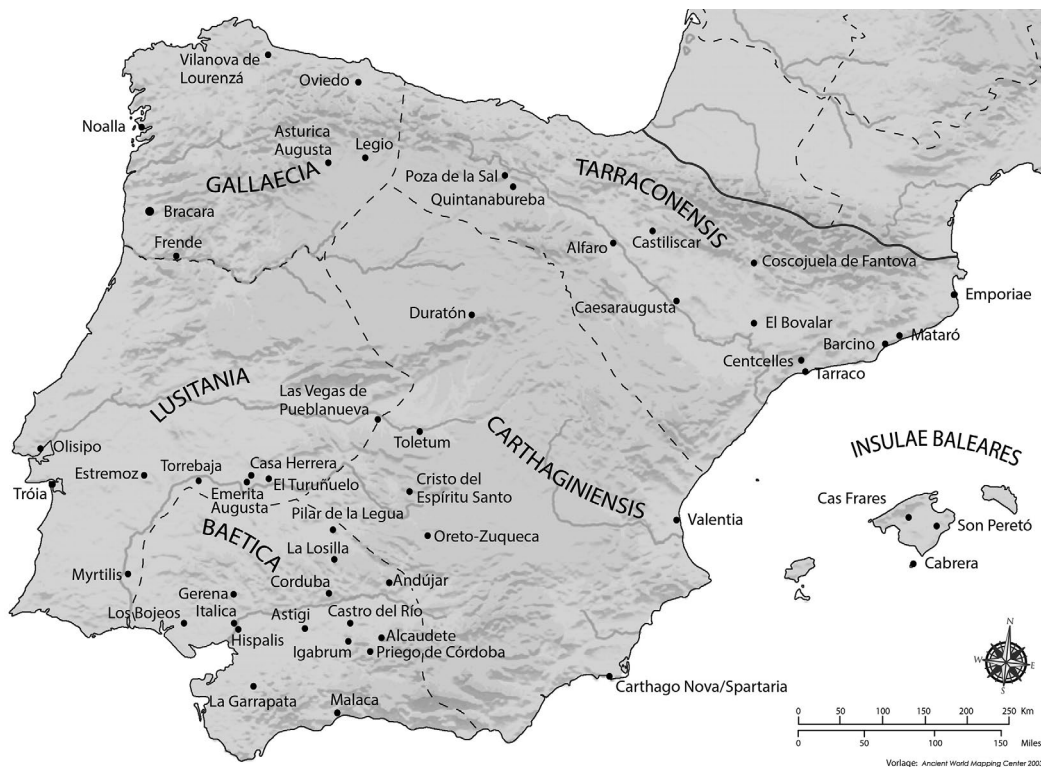 Vilanova de
Lourenzá
Oviedo
Noalla
Asturica
Augusta
Legio
GALLAECIA
Bracara
Frende
Poza de la Sal
Quintanabureba
TARRACONENSIS
Alfaro
Castiliscar
Coscojuela de Fantova
Caesaraugusta
El Bovalar
Emporiae
Mataró
Barcino
Centcelles
Tarraco
Duratón
LUSITANIA
Las Vegas de
Pueblanueva
Toletum
CARTHAGINIENSIS
Olisipo
Tróia
Estremoz
Torrebaja
Casa Herrera
El Turuñuelo
Emerita
Augusta
Cristo del
Espíritu Santo
Pilar de la Legua
BAETICA
Oreto-Zuqueca
La Losilla
Valentia
INSULAE BALEARES
Cas Frares
Son Peretó
Cabrera
Myrtilis
Gerena
Corduba
Andújar
Los Bojeos
Italica
Hispalis
Astigi
Castro del Río
Igabrum
Alcaudete
Priego de Córdoba
La Garrapata
Malaca
Carthago Nova/Spartaria
N
W
E
S
0 50 100 150 200 250 Km
0 50 100 150 Miles
Vorlage: Ancient World Mapping Center 2003